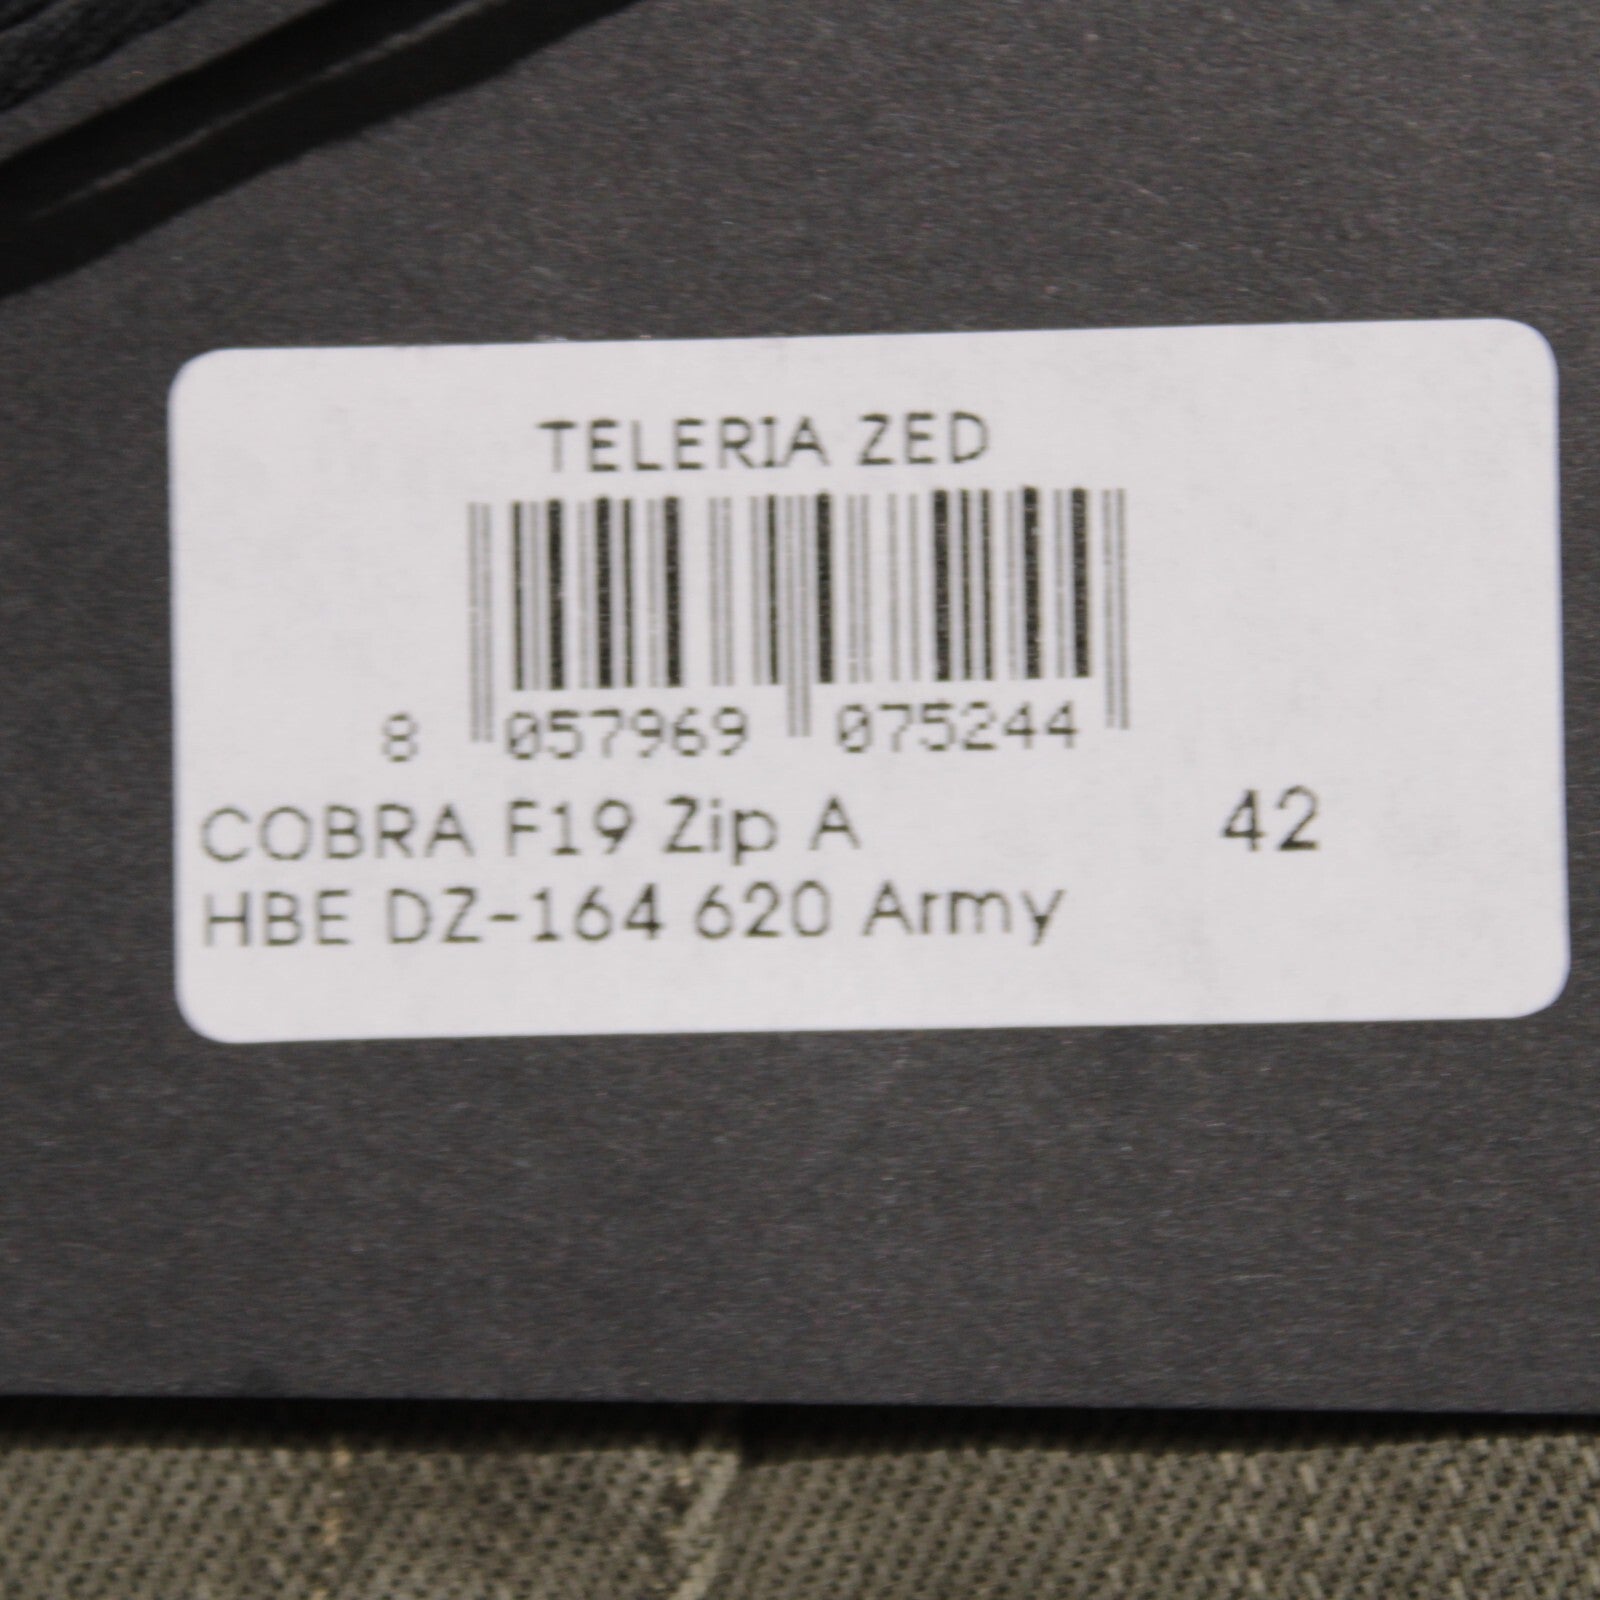 TELERIA ZED
8 057969 075244
COBRA F19 Zip A 42
HBE DZ-164 620 Army